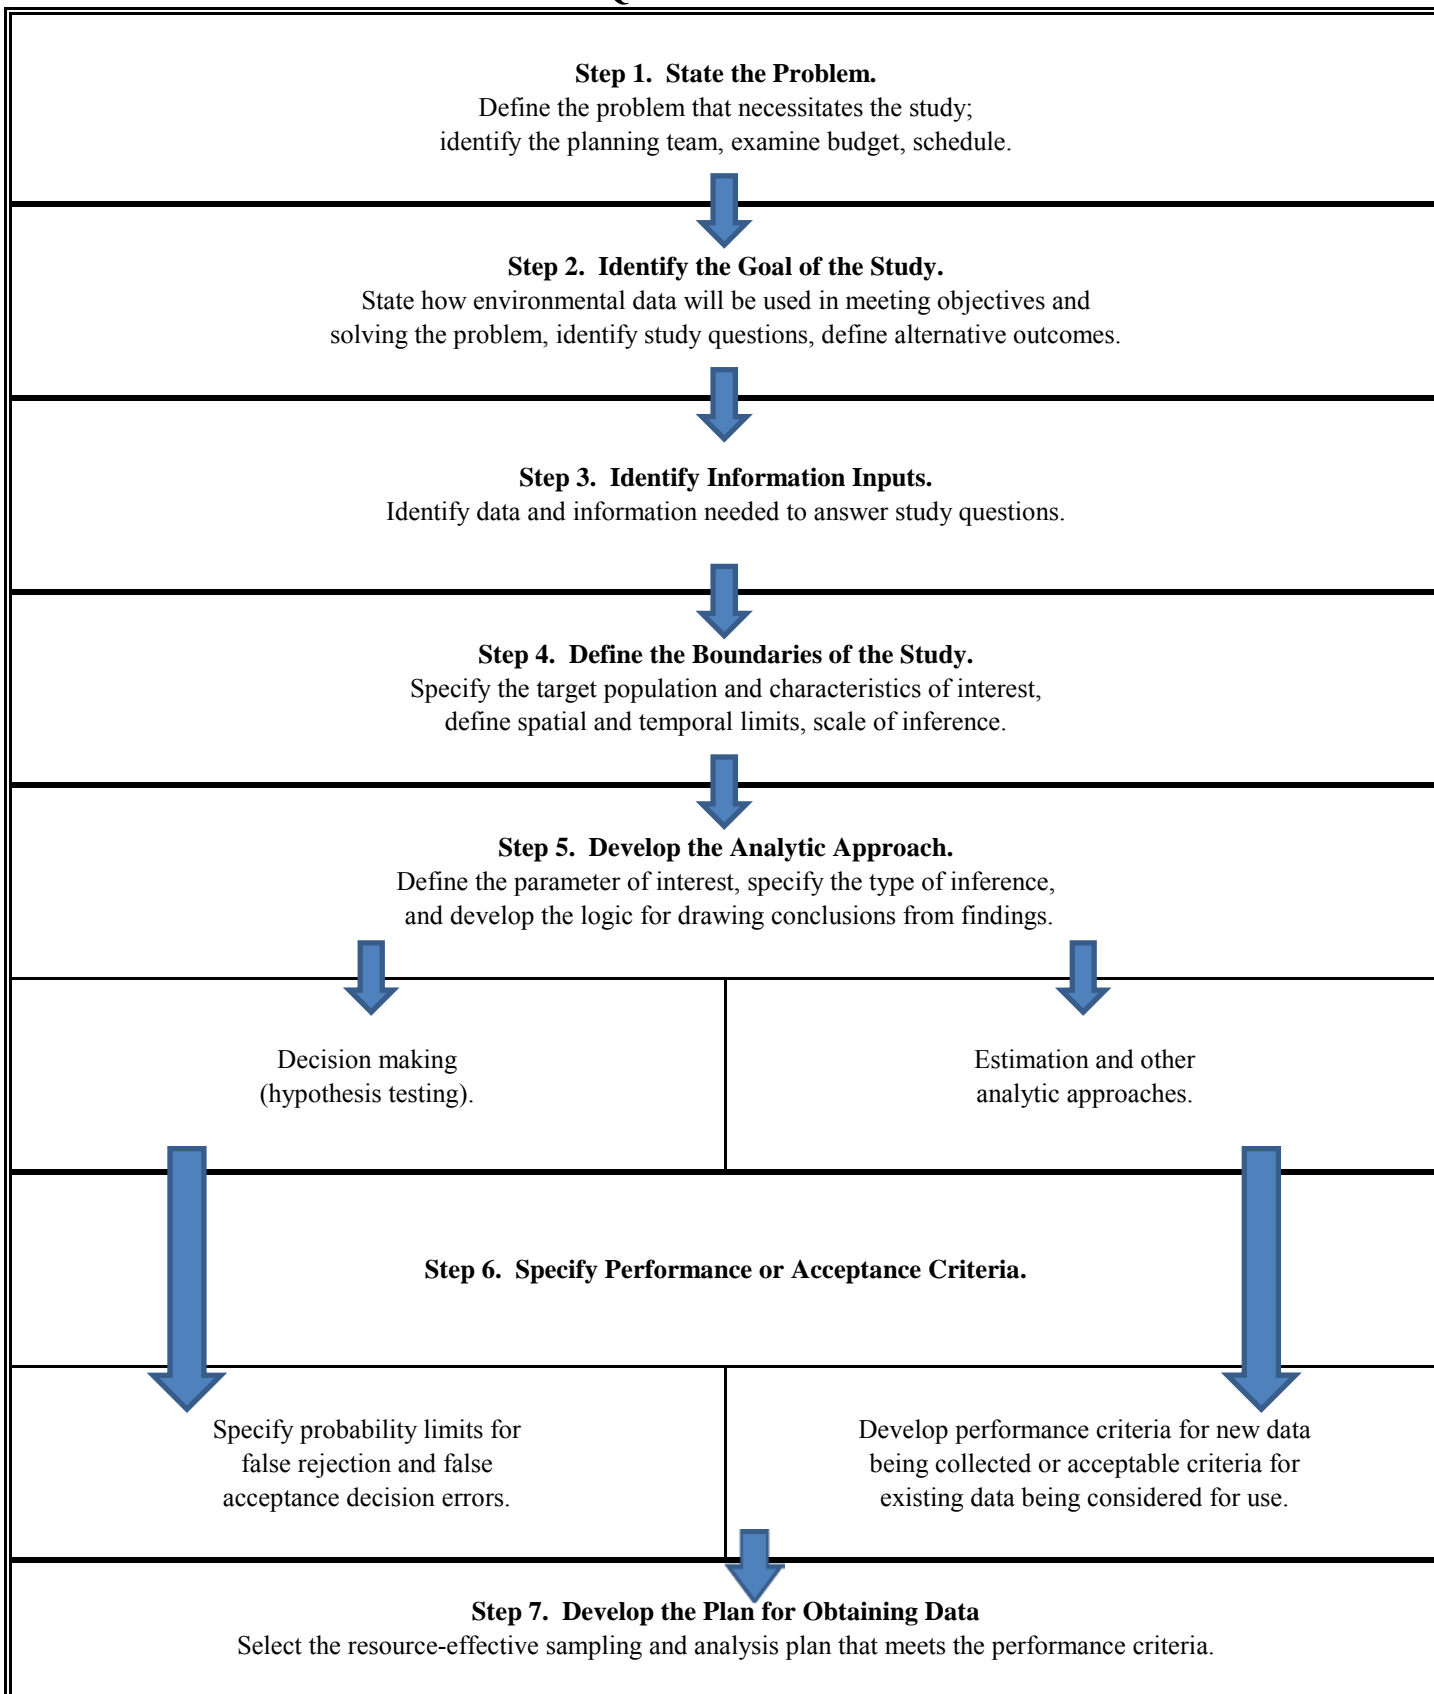 Step 1.  State the Problem.
Define the problem that necessitates the study;
identify the planning team, examine budget, schedule.
Step 2.  Identify the Goal of the Study.
State how environmental data will be used in meeting objectives and
solving the problem, identify study questions, define alternative outcomes.
Step 3.  Identify Information Inputs.
Identify data and information needed to answer study questions.
Step 4.  Define the Boundaries of the Study.
Specify the target population and characteristics of interest,
define spatial and temporal limits, scale of inference.
Step 5.  Develop the Analytic Approach.
Define the parameter of interest, specify the type of inference,
and develop the logic for drawing conclusions from findings.
Decision making
(hypothesis testing).
Estimation and other
analytic approaches.
Step 6.  Specify Performance or Acceptance Criteria.
Specify probability limits for
false rejection and false
acceptance decision errors.
Develop performance criteria for new data
being collected or acceptable criteria for
existing data being considered for use.
Step 7.  Develop the Plan for Obtaining Data
Select the resource-effective sampling and analysis plan that meets the performance criteria.